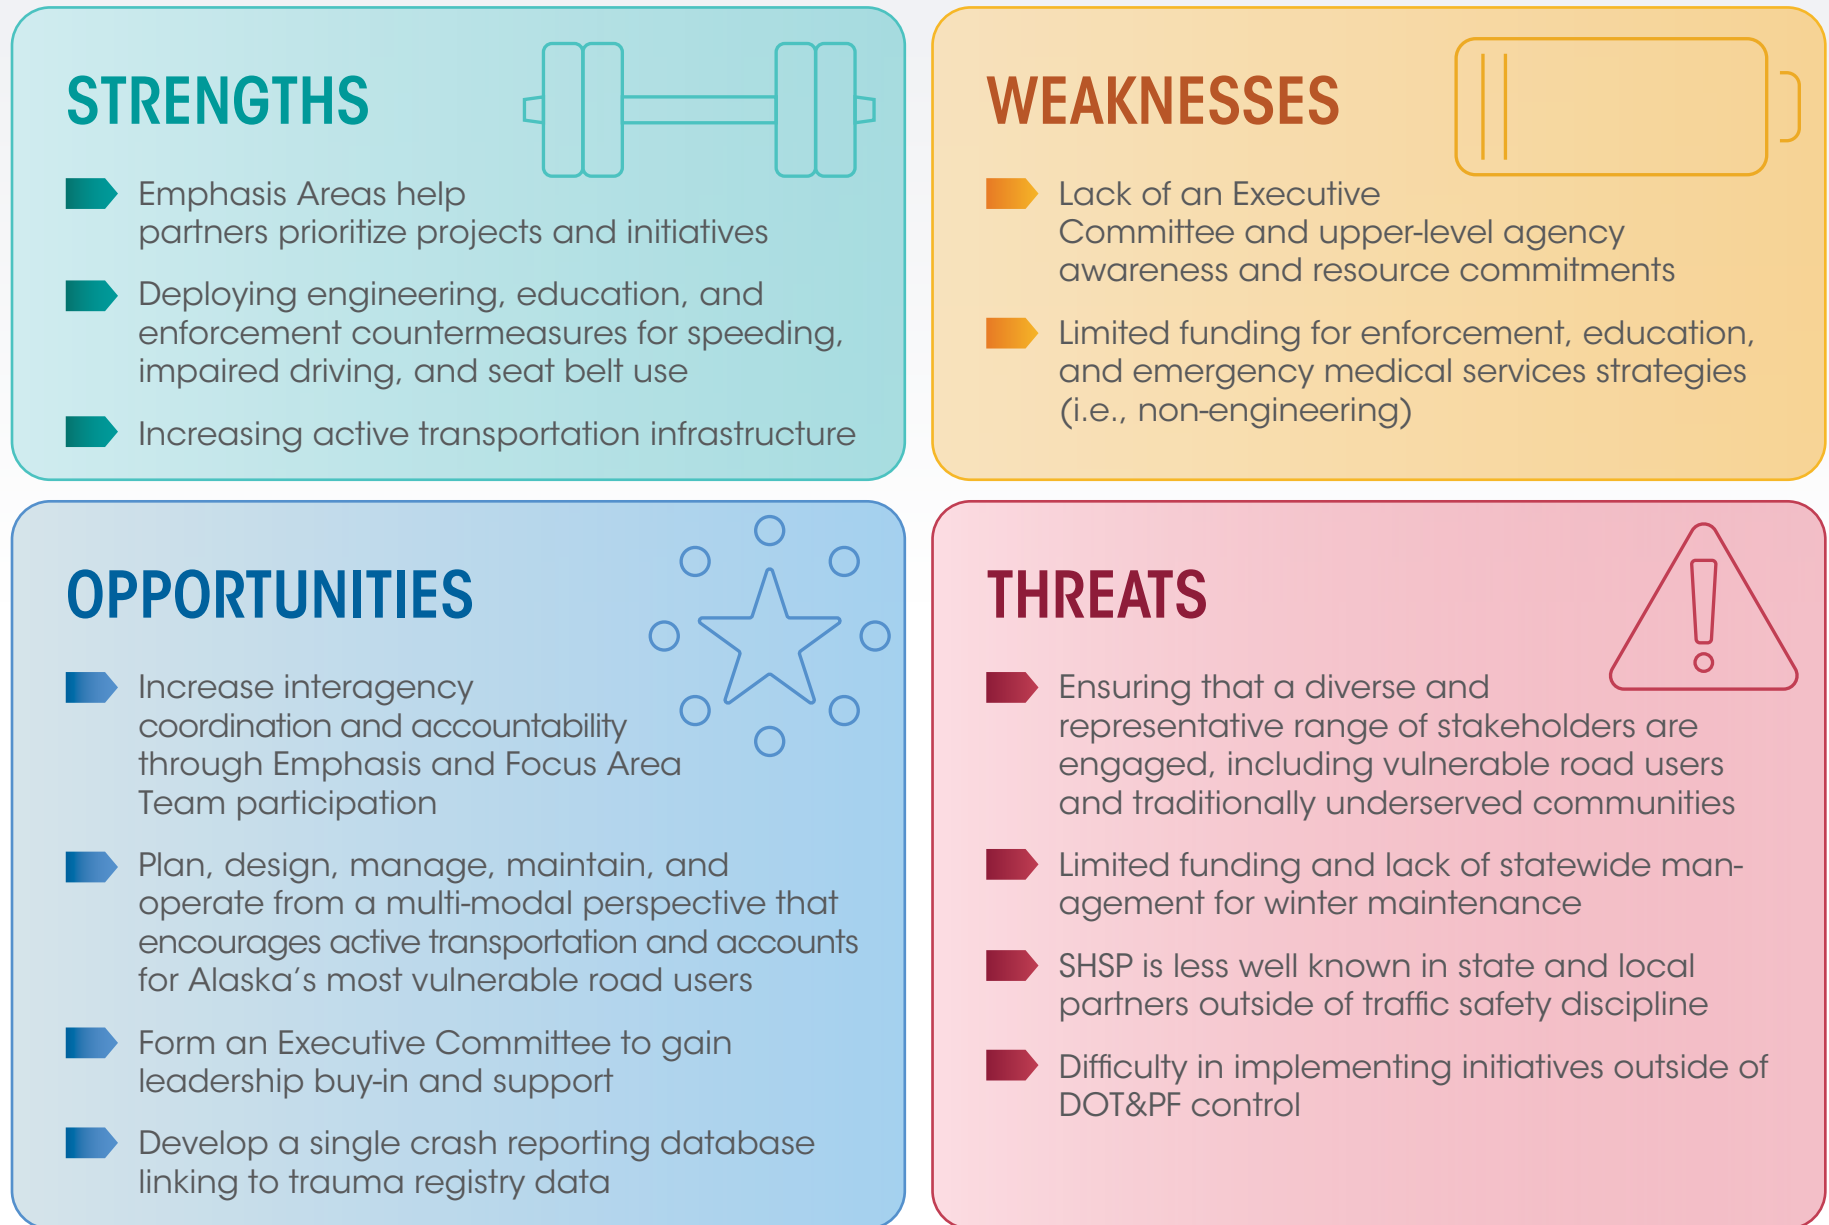 STRENGTHS
Emphasis Areas help
partners prioritize projects and initiatives
Deploying engineering, education, and
enforcement countermeasures for speeding,
impaired driving, and seat belt use
Increasing active transportation infrastructure
WEAKNESSES
Lack of an Executive
Committee and upper-level agency
awareness and resource commitments
Limited funding for enforcement, education,
and emergency medical services strategies
(i.e., non-engineering)
OPPORTUNITIES
Increase interagency
coordination and accountability
through Emphasis and Focus Area
Team participation
Plan, design, manage, maintain, and
operate from a multi-modal perspective that
encourages active transportation and accounts
for Alaska's most vulnerable road users
Form an Executive Committee to gain
leadership buy-in and support
Develop a single crash reporting database
linking to trauma registry data
THREATS
Ensuring that a diverse and
representative range of stakeholders are
engaged, including vulnerable road users
and traditionally underserved communities
Limited funding and lack of statewide man-
agement for winter maintenance
SHSP is less well known in state and local
partners outside of traffic safety discipline
Difficulty in implementing initiatives outside of
DOT&PF control